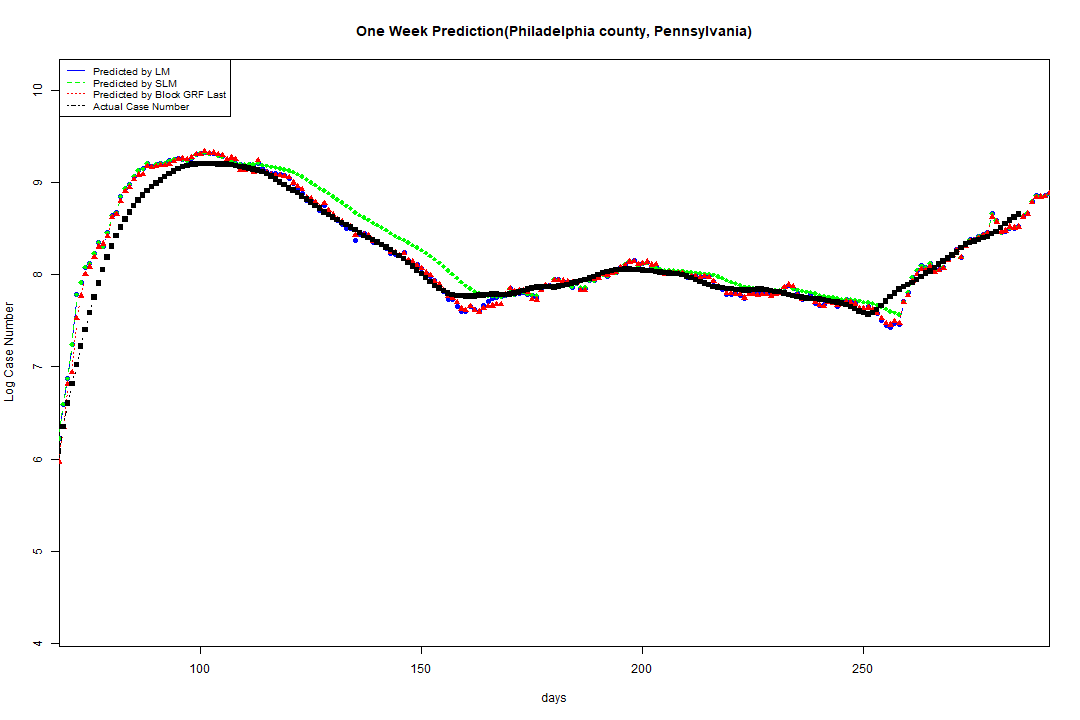 One Week Prediction(Philadelphia county, Pennsylvania)
Predicted by LM
Predicted by SLM
Predicted by Block GRF Last
Actual Case Number
10
9
8
7
6
5
4
Log Case Number
100 150 200 250
days